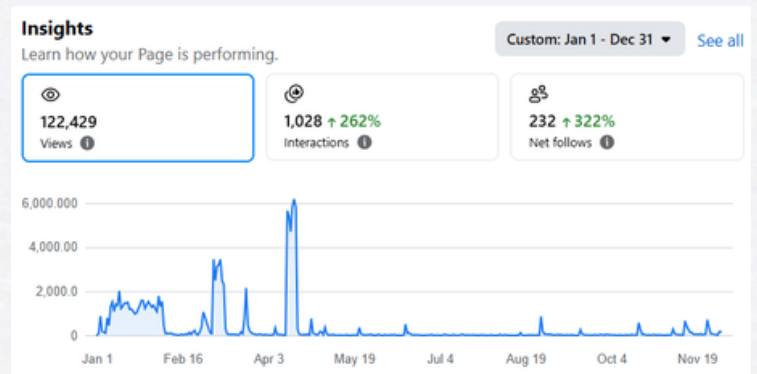 Insights
Learn how your Page is performing.
Custom: Jan 1 - Dec 31
See all
122,429
Views
1,028 ↑ 262%
Interactions
232 ↑ 322%
Net follows
6,000.000
4,000.00
2,000.0
0
Jan 1 Feb 16 Apr 3 May 19 Jul 4 Aug 19 Oct 4 Nov 19